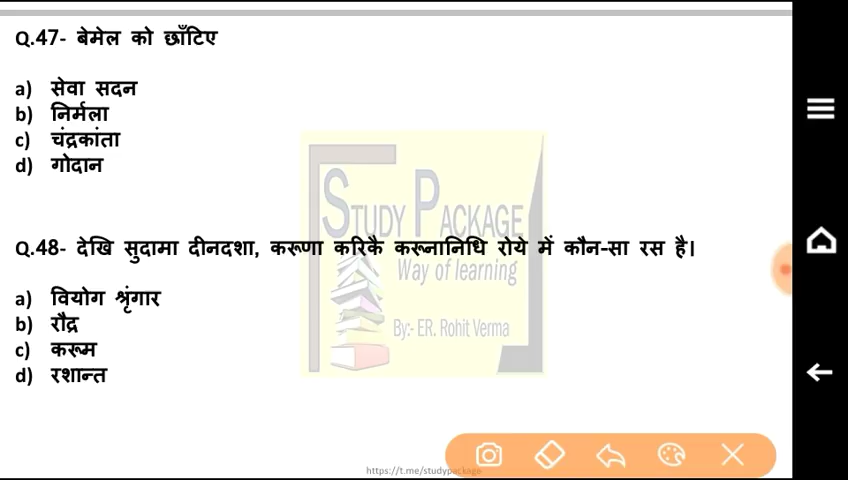 Q.47- बेमेल को छाँटिए
a) सेवा सदन
b) निर्मला
c) चंद्रकांता
d) गोदान
STUDY PACKAGE
Q.48- देखि सुदामा दीनदशा, करूणा करिकै करूनानिधि रोये में कौन-सा रस है।
Way of learning
a) वियोग श्रृंगार
b) रौद्र
By:- ER. Rohit Verma
c) करूम
d) रशान्त
https://t.me/studypackage